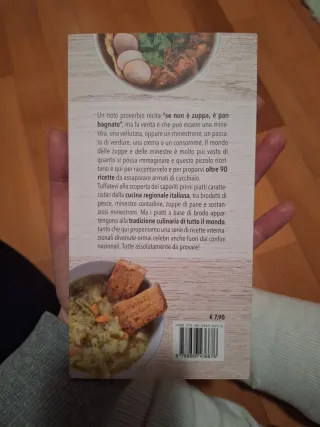 Un noto proverbio recita "se non è zuppa, è pan
bagnato", ma la verità è che può essere una mine-
stra, una vellutata, oppure un minestrone, un passa-
to di verdure, una crema o un consommé. Il mondo
delle zuppe e delle minestre è molto più vasto di
quanto si possa immaginare e questo piccolo ricet-
tario è qui per raccontarvelo e per proporvi oltre 90
ricette da assaporare armati di cucchiaio.
Tuffatevi alla scoperta dei saporiti primi piatti caratte-
ristici della cucina regionale italiana, tra brodetti di
pesce, minestre contadine, zuppe di pane e sostan-
ziosi minestroni. Ma i piatti a base di brodo appar-
tengono alla tradizione culinaria di tutto il mondo,
tanto che qui proponiamo una serie di ricette interna-
zionali divenute ormai celebri anche fuori dai confini
nazionali. Tutte assolutamente da provare!
€ 7,90